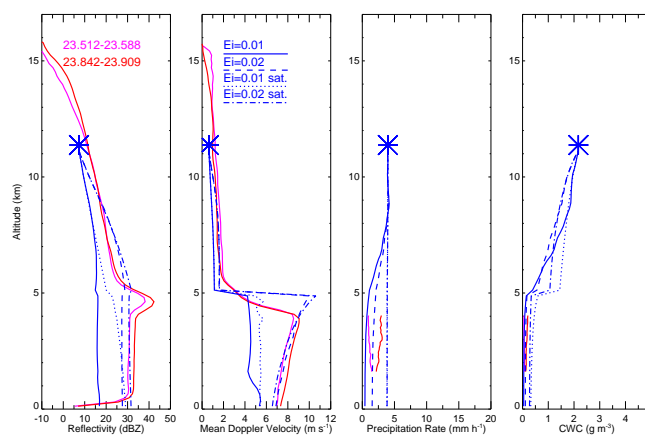 23.512-23.588
23.842-23.909
Ei=0.01
Ei=0.02
Ei=0.01 sat.
Ei=0.02 sat.
Altitude (km)
15
10
5
0
15
10
5
0
15
10
5
0
15
10
5
0
-10 0 10 20 30 40 50
0 2 4 6 8 10 12
0 5 10 15 20
0 1 2 3 4 5
Reflectivity (dBZ)
Mean Doppler Velocity (m s-1)
Precipitation Rate (mm h-1)
CWC (g m-3)